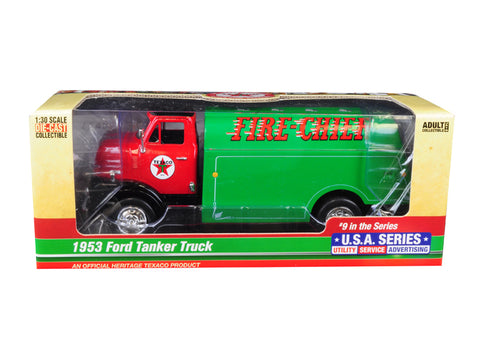 1:30 SCALE
DIE-CAST
COLLECTIBLE
ADULT
COLLECTIBLE
FIRE-CHIEF
TEXACO
#9 in the Series
U.S.A. SERIES
UTILITY SERVICE ADVERTISING
1953 Ford Tanker Truck
AN OFFICIAL HERITAGE TEXACO PRODUCT